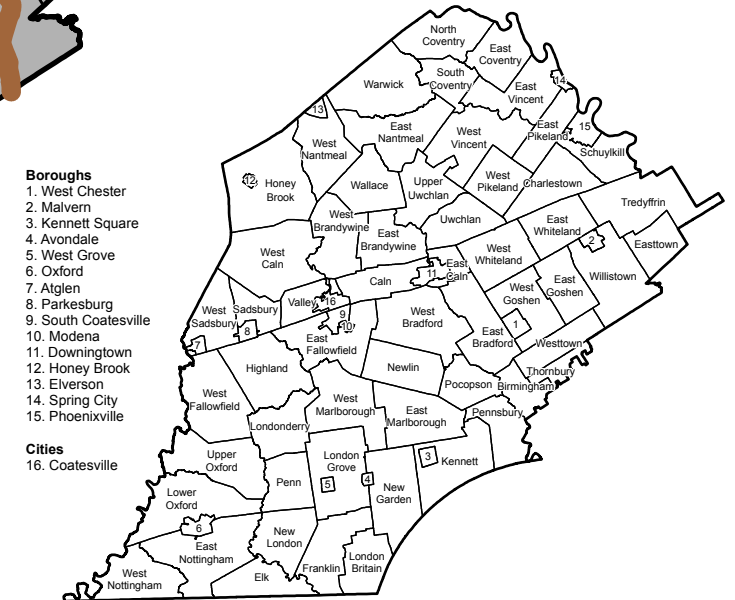 Boroughs
1. West Chester
2. Malvern
3. Kennett Square
4. Avondale
5. West Grove
6. Oxford
7. Atglen
8. Parkesburg
9. South Coatesville
10. Modena
11. Downingtown
12. Honey Brook
13. Elverson
14. Spring City
15. Phoenixville
Cities
16. Coatesville
North
Coventry
East
Coventry
South
Coventry
Warwick
14
East
Vincent
13
East
Nantmeal
West
Vincent
East
Pikeland
15
Schuylkill
West
Nantmeal
12
Honey
Brook
Wallace
Upper
Uwchlan
West
Pikeland
Charlestown
Tredyffrin
West
Brandywine
East
Brandywine
Uwchlan
East
Whiteland
2
Easttown
West
Caln
West
Whiteland
Willistown
East
Caln
11
Caln
West
Goshen
East
Goshen
West
Sadsbury
Sadsbury
Valley
16
9
10
8
7
West
Bradford
1
East
Bradford
Westtown
East
Fallowfield
Highland
Newlin
Thornbury
Pocopson
Birmingham
West
Fallowfield
West
Marlborough
East
Marlborough
Pennsbury
Londonderry
Upper
Oxford
London
Grove
3
Kennett
Penn
5
4
New
Garden
Lower
Oxford
6
East
Nottingham
New
London
West
Nottingham
Elk
Franklin
London
Britain